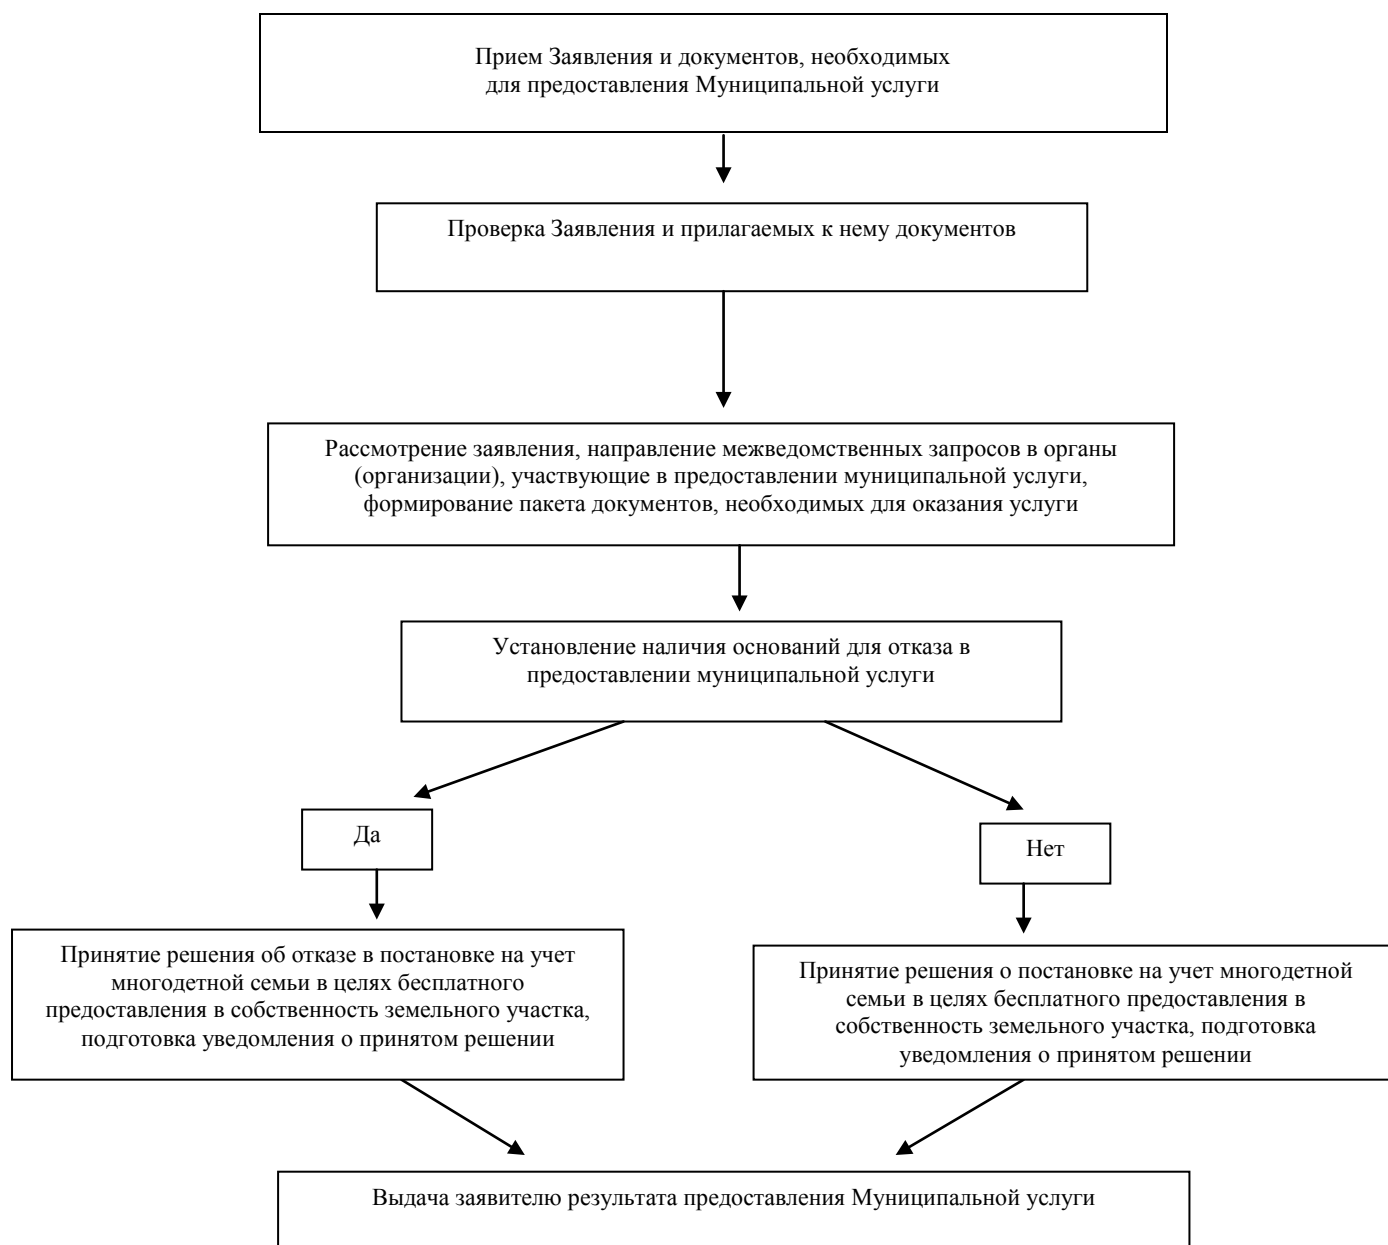 Прием Заявления и документов, необходимых
для предоставления Муниципальной услуги
Проверка Заявления и прилагаемых к нему документов
Рассмотрение заявления, направление межведомственных запросов в органы
(организации), участвующие в предоставлении муниципальной услуги,
формирование пакета документов, необходимых для оказания услуги
Установление наличия оснований для отказа в
предоставлении муниципальной услуги
Да
Нет
Принятие решения об отказе в постановке на учет
многодетной семьи в целях бесплатного
предоставления в собственность земельного участка,
подготовка уведомления о принятом решении
Принятие решения о постановке на учет многодетной
семьи в целях бесплатного предоставления в
собственность земельного участка, подготовка
уведомления о принятом решении
Выдача заявителю результата предоставления Муниципальной услуги